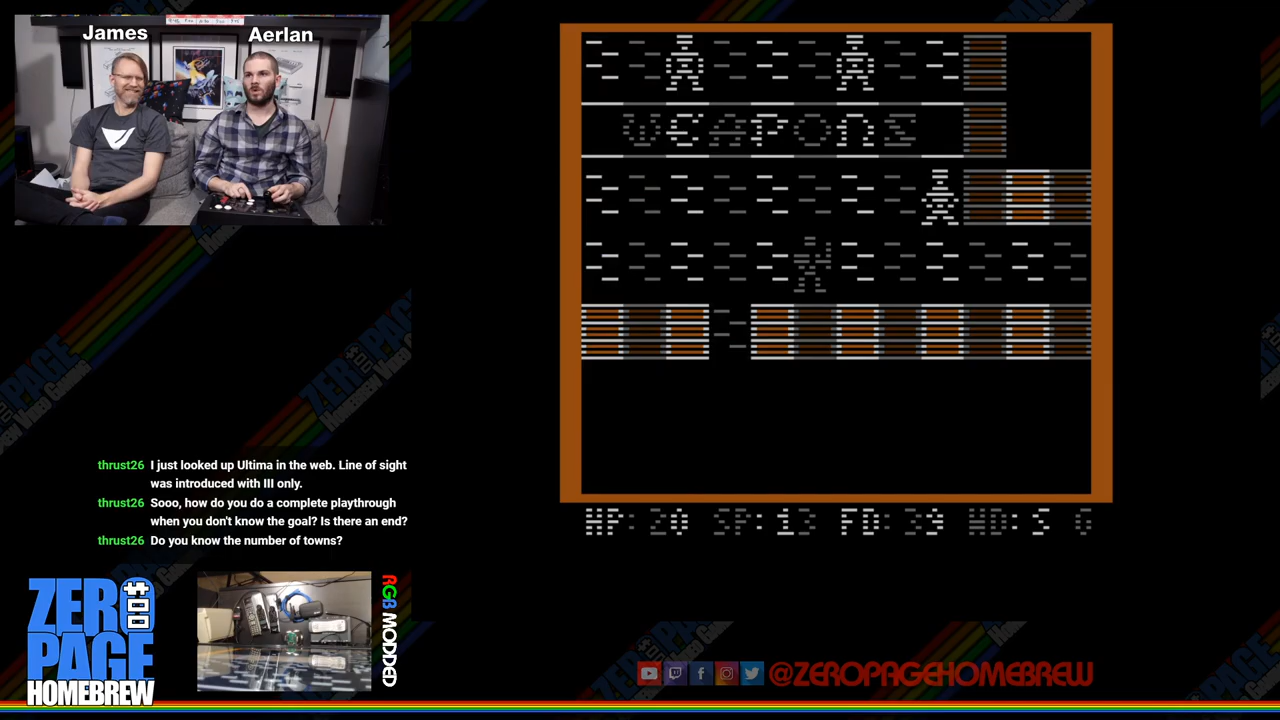 James
Aerlan
WEAPONS
thrust26 I just looked up Ultima in the web. Line of sight
was introduced with III only.
thrust26 Sooo, how do you do a complete playthrough
when you don't know the goal? Is there an end?
thrust26 Do you know the number of towns?
HP:20 SP:13 FD:39 HD:3 0
ZERO
PAGE
HOMEBREW
RGB MODDED
@ZEROPAGEHOMEBREW